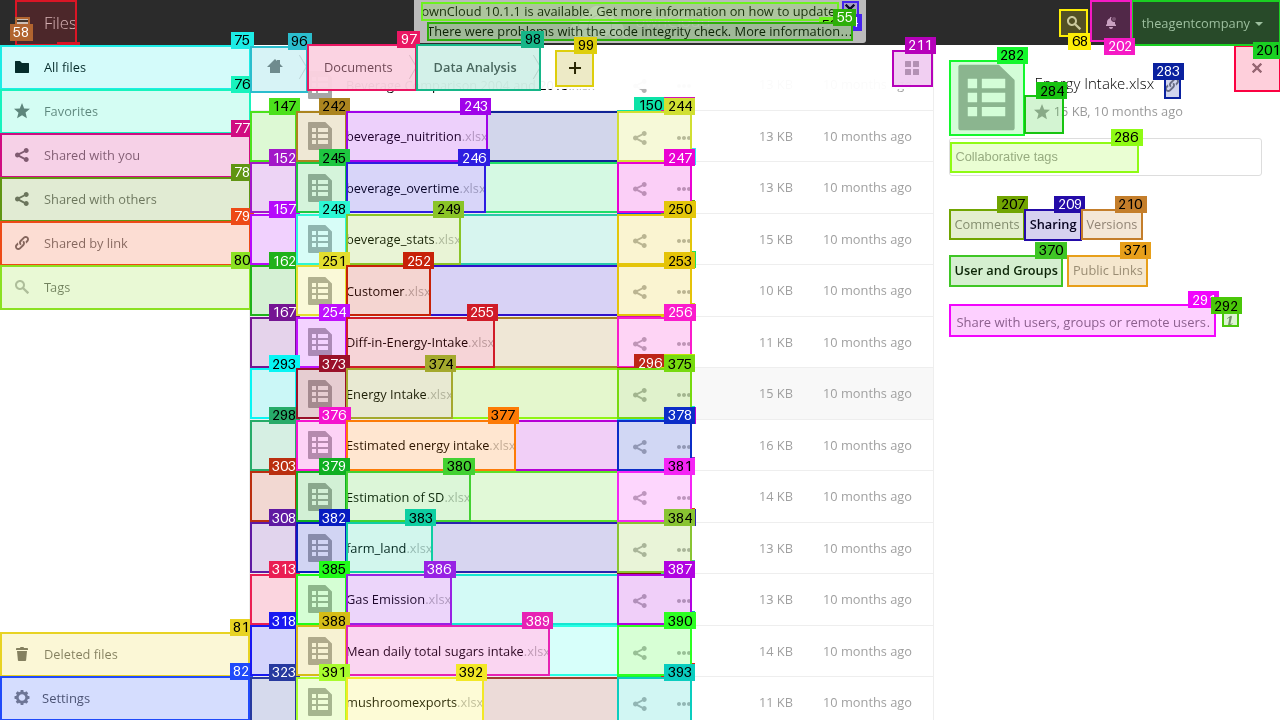 Files
58
ownCloud 10.1.1 is available. Get more information on how to update
There were problems with the code integrity check. More information...
55
68
202
theagentcompany
201
75
All files
76
Favorites
77
Shared with you
78
Shared with others
79
Shared by link
80
Tags
81
Deleted files
82
Settings
96
97
Documents
98
Data Analysis
99
+
211
147
242
243
150
244
beverage_nuitrition.xlsx
13 KB
10 months ago
152
245
246
247
beverage_overtime.xlsx
13 KB
10 months ago
157
248
249
250
beverage_stats.xlsx
15 KB
10 months ago
162
251
252
253
Customer.xlsx
10 KB
10 months ago
167
254
255
256
Diff-in-Energy-Intake.xlsx
11 KB
10 months ago
293
373
374
296
375
Energy Intake.xlsx
15 KB
10 months ago
298
376
377
378
Estimated energy intake.xlsx
16 KB
10 months ago
303
379
380
381
Estimation of SD.xlsx
14 KB
10 months ago
308
382
383
384
farm_land.xlsx
13 KB
10 months ago
313
385
386
387
Gas Emission.xlsx
13 KB
10 months ago
318
388
389
390
Mean daily total sugars intake.xlsx
14 KB
10 months ago
323
391
392
393
mushroomexports.xlsx
11 KB
10 months ago
282
Energy Intake.xlsx
283
284
15 KB, 10 months ago
286
Collaborative tags
207
Comments
209
Sharing
210
Versions
370
User and Groups
371
Public Links
291
292
Share with users, groups or remote users...